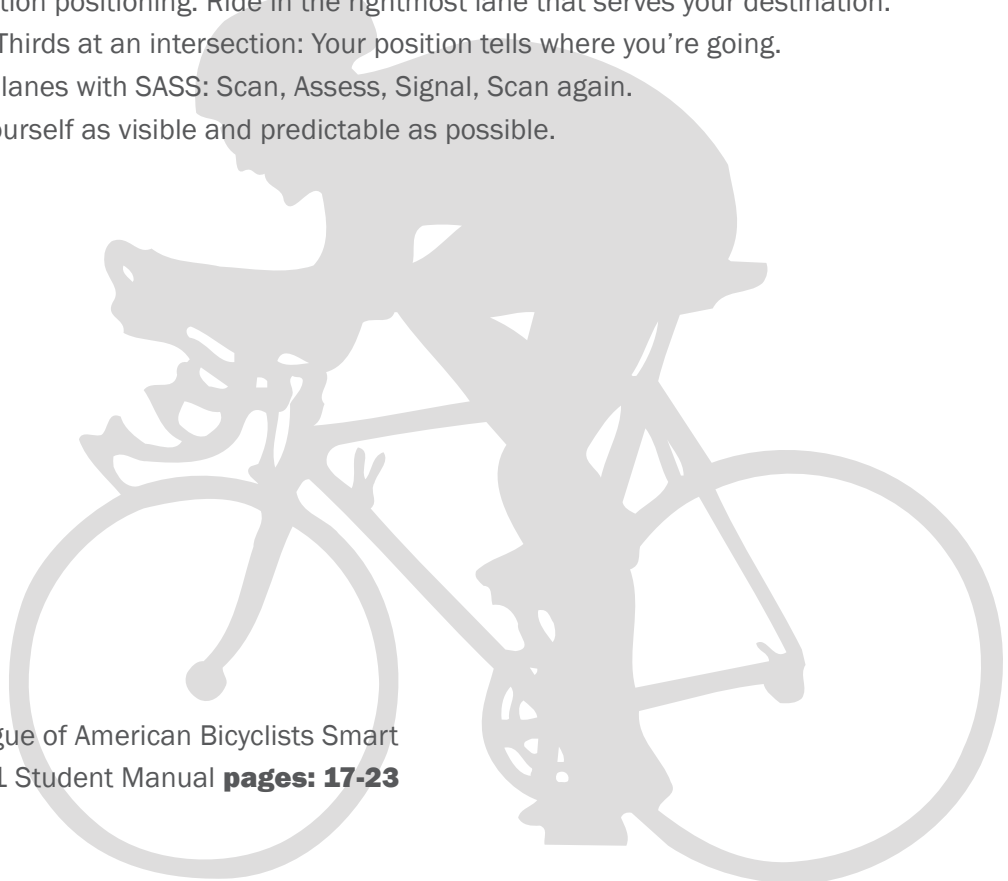 tion positioning. Ride in the rightmost lane that serves your destination.
Thirds at an intersection: Your position tells where you’re going.
lanes with SASS: Scan, Assess, Signal, Scan again.
ourself as visible and predictable as possible.
gue of American Bicyclists Smart
1 Student Manual pages: 17-23